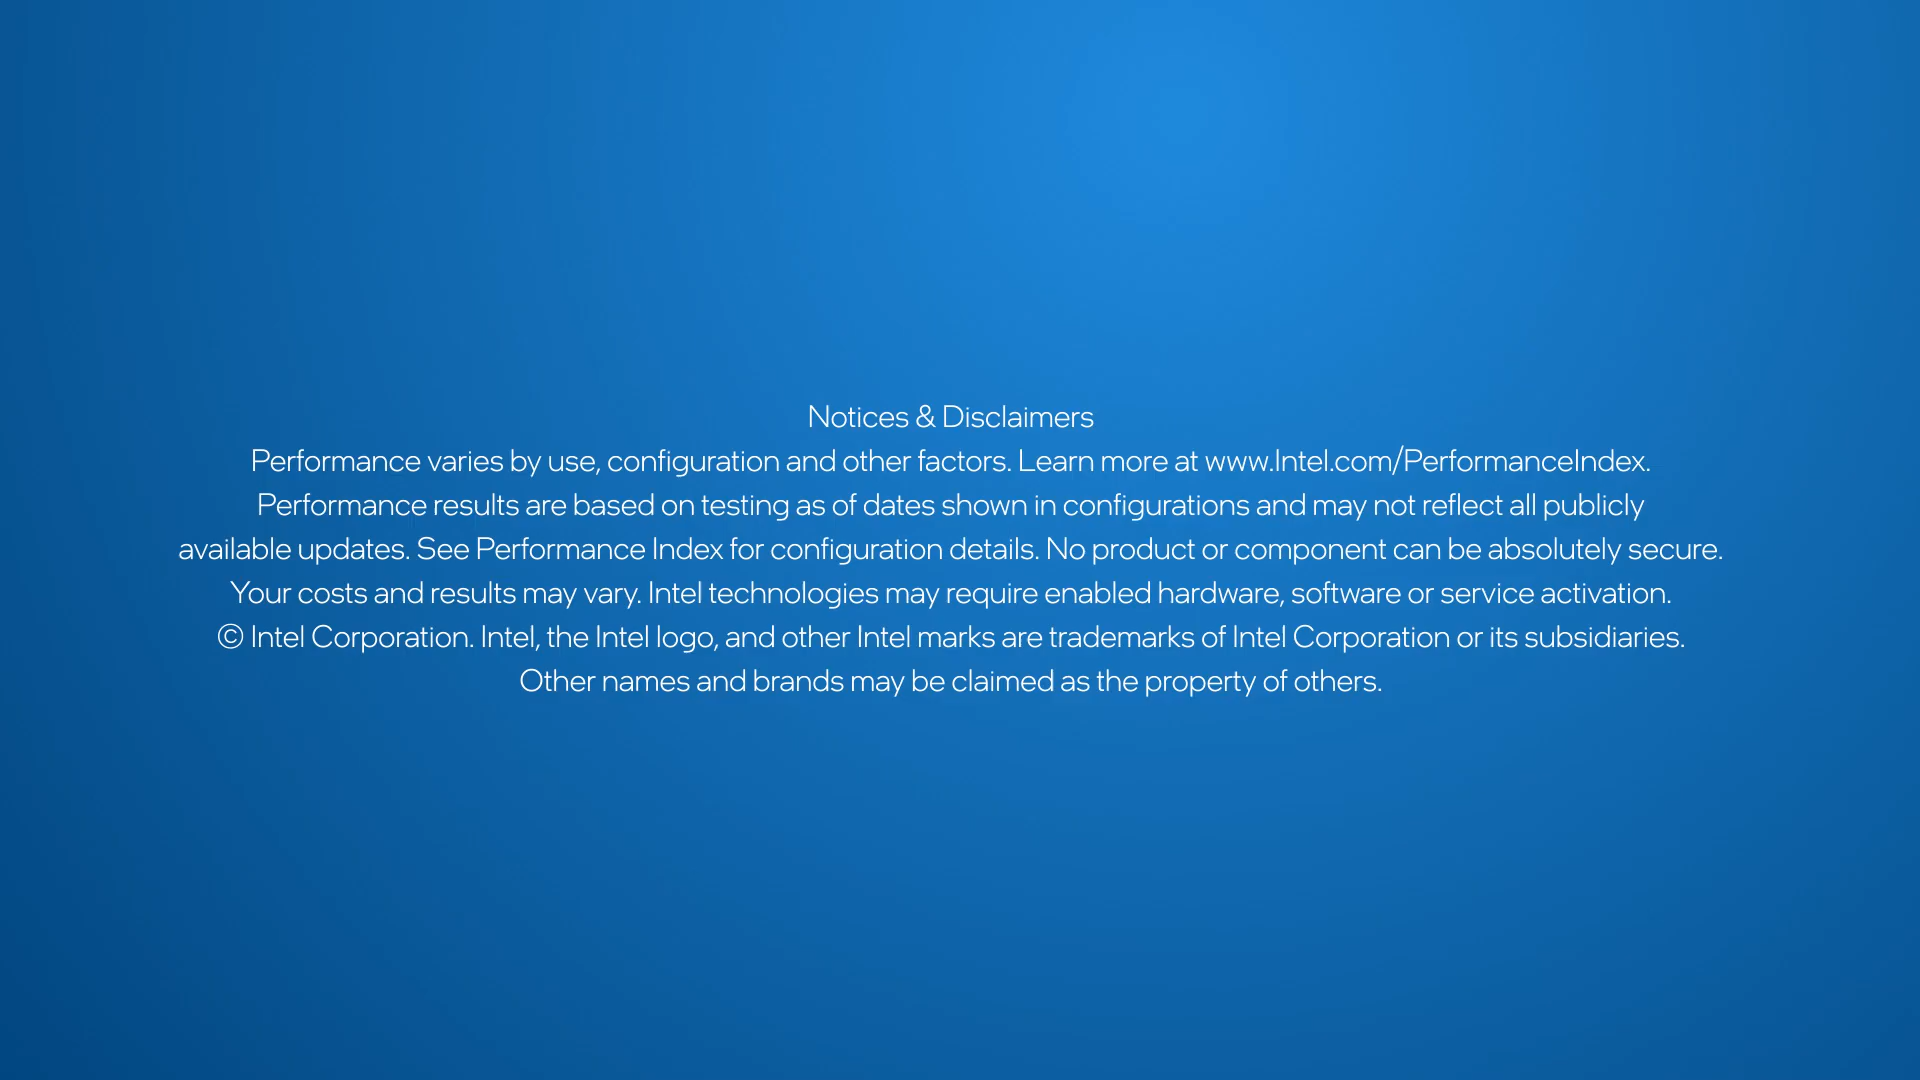 Notices & Disclaimers
Performance varies by use, configuration and other factors. Learn more at www.Intel.com/PerformanceIndex.
Performance results are based on testing as of dates shown in configurations and may not reflect all publicly
available updates. See Performance Index for configuration details. No product or component can be absolutely secure.
Your costs and results may vary. Intel technologies may require enabled hardware, software or service activation.
© Intel Corporation. Intel, the Intel logo, and other Intel marks are trademarks of Intel Corporation or its subsidiaries.
Other names and brands may be claimed as the property of others.